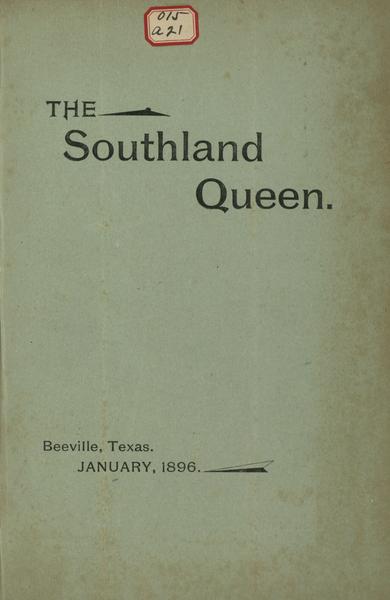 015
a21
THE
Southland
Queen.
Beeville, Texas.
JANUARY, 1896.